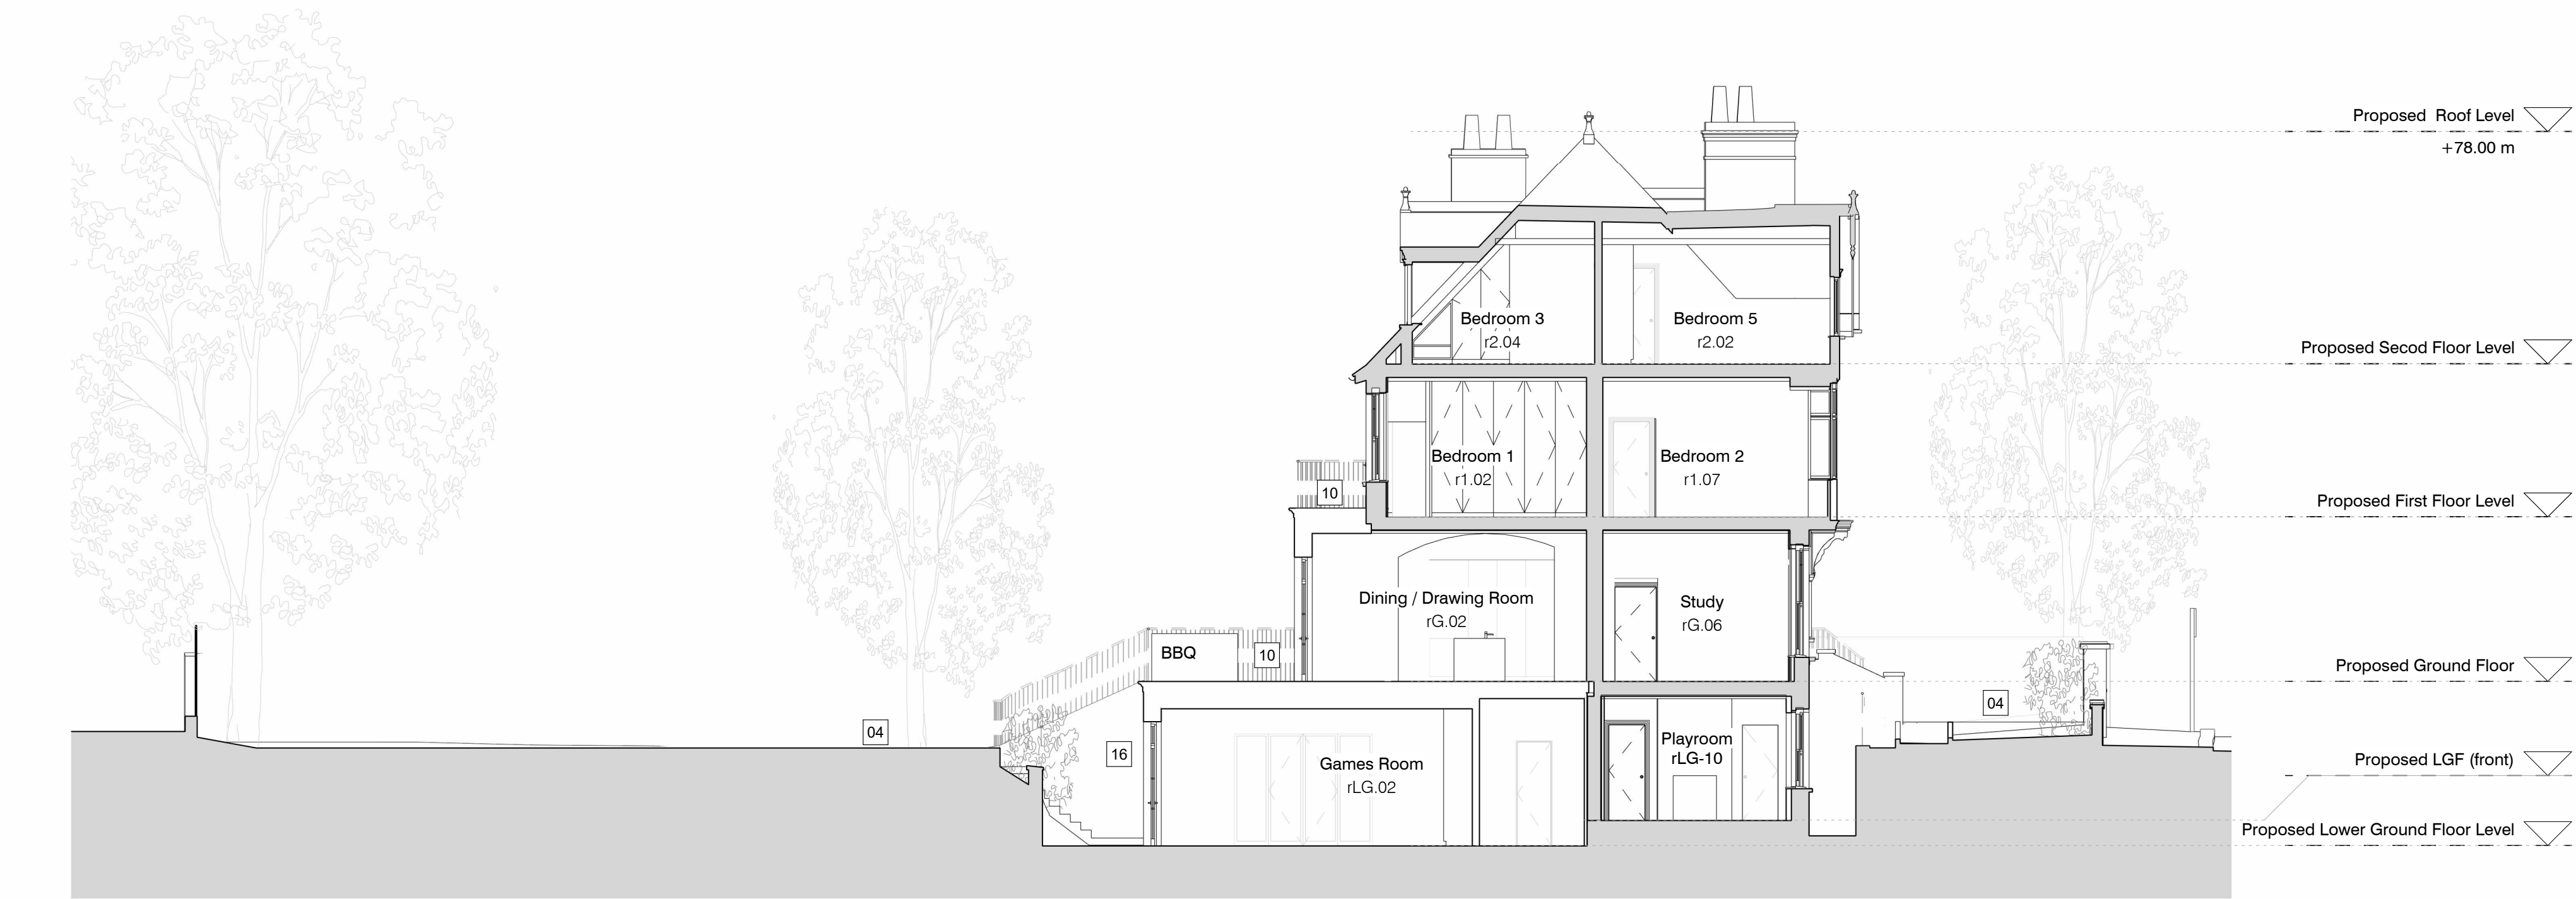 Proposed Roof Level
+78.00 m
Bedroom 3
r2.04
Bedroom 5
r2.02
Proposed Secod Floor Level
Bedroom 1
r1.02
Bedroom 2
r1.07
10
Proposed First Floor Level
Dining / Drawing Room
rG.02
Study
rG.06
BBQ
10
Proposed Ground Floor
04
04
16
Games Room
rLG.02
Playroom
rLG-10
Proposed LGF (front)
Proposed Lower Ground Floor Level